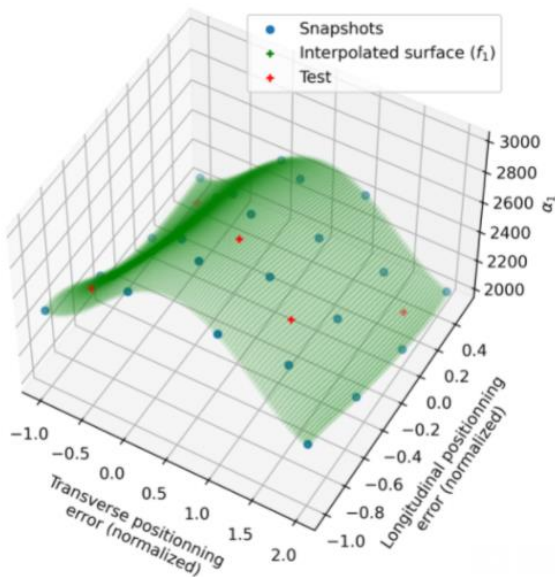 Snapshots
Interpolated surface (f₁)
Test
3000
2800
2600
2400
2200
2000
α₁
0.4
0.2
0.0
−0.2
−0.4
−0.6
−0.8
−1.0
Longitudinal positionning
error (normalized)
−1.0
−0.5
0.0
0.5
1.0
1.5
2.0
Transverse positionning
error (normalized)